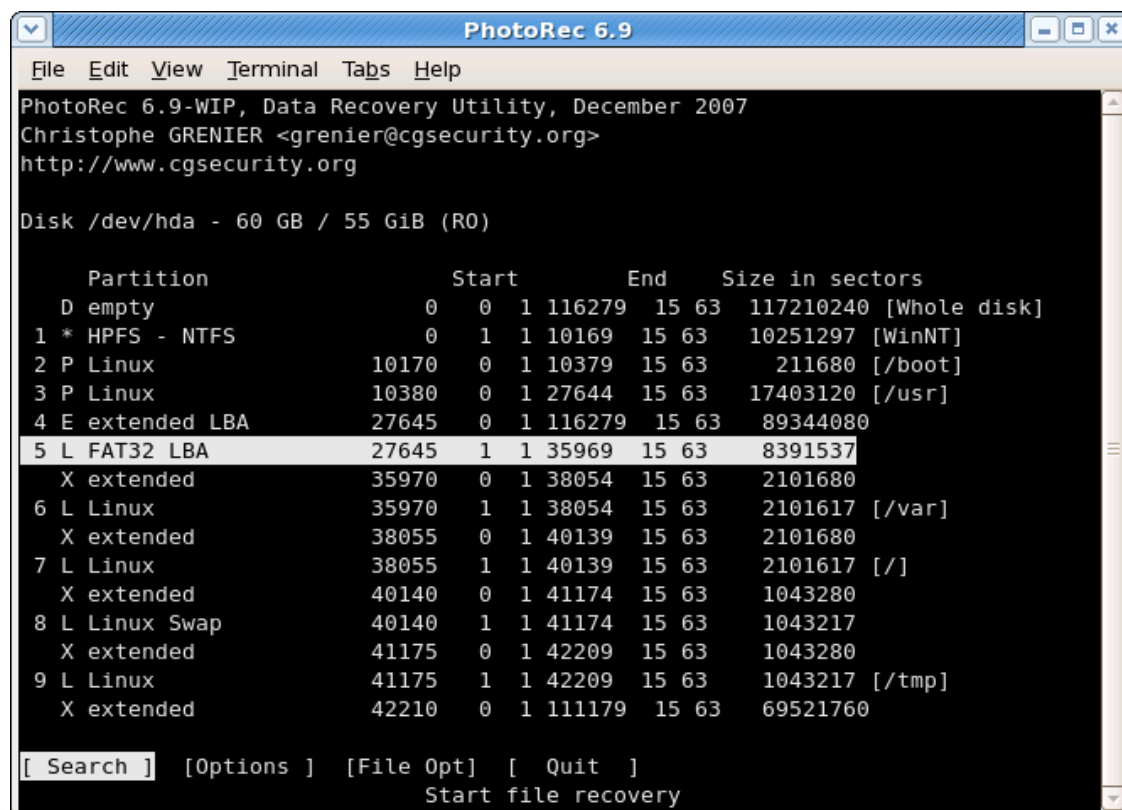 PhotoRec 6.9
File Edit View Terminal Tabs Help
PhotoRec 6.9-WIP, Data Recovery Utility, December 2007
Christophe GRENIER <grenier@cgsecurity.org>
http://www.cgsecurity.org
Disk /dev/hda - 60 GB / 55 GiB (RO)
Partition Start End Size in sectors
D empty 0 0 1 116279 15 63 117210240 [Whole disk]
1 * HPFS - NTFS 0 1 1 10169 15 63 10251297 [WinNT]
2 P Linux 10170 0 1 10379 15 63 211680 [/boot]
3 P Linux 10380 0 1 27644 15 63 17403120 [/usr]
4 E extended LBA 27645 0 1 116279 15 63 89344080
5 L FAT32 LBA 27645 1 1 35969 15 63 8391537
X extended 35970 0 1 38054 15 63 2101680
6 L Linux 35970 1 1 38054 15 63 2101617 [/var]
X extended 38055 0 1 40139 15 63 2101680
7 L Linux 38055 1 1 40139 15 63 2101617 [/]
X extended 40140 0 1 41174 15 63 1043280
8 L Linux Swap 40140 1 1 41174 15 63 1043217
X extended 41175 0 1 42209 15 63 1043280
9 L Linux 41175 1 1 42209 15 63 1043217 [/tmp]
X extended 42210 0 1 111179 15 63 69521760
[ Search ] [Options ] [File Opt] [ Quit ]
Start file recovery